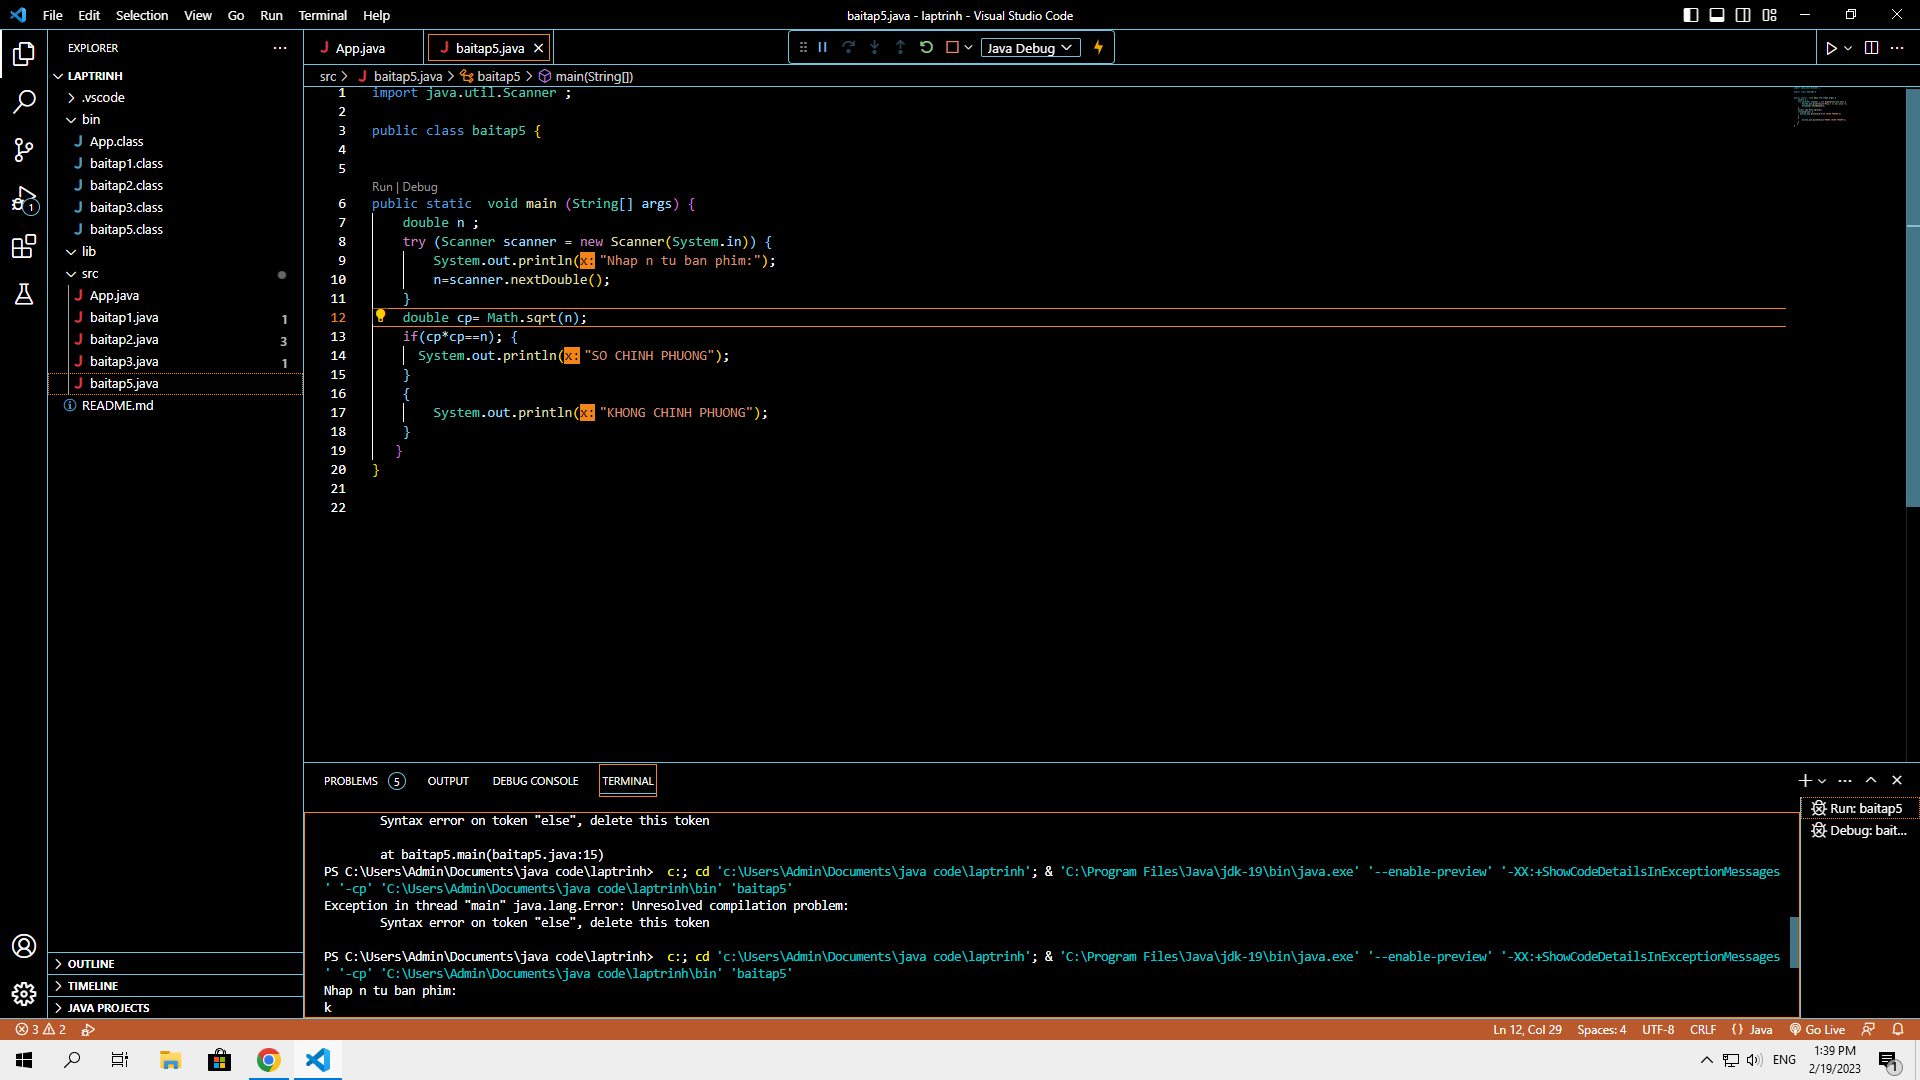 File Edit Selection View Go Run Terminal Help
baitap5.java - laptrinh - Visual Studio Code
EXPLORER
App.java
baitap5.java
Java Debug
LAPTRINH
src > baitap5.java > baitap5 > main(String[])
.vscode
bin
App.class
baitap1.class
baitap2.class
baitap3.class
baitap5.class
lib
src
App.java
baitap1.java 1
baitap2.java 3
baitap3.java 1
baitap5.java
README.md
OUTLINE
TIMELINE
JAVA PROJECTS
1
1 import java.util.Scanner ;
2
3 public class baitap5 {
4
5
Run | Debug
6 public static  void main (String[] args) {
7 double n ;
8 try (Scanner scanner = new Scanner(System.in)) {
9 System.out.println(x: "Nhap n tu ban phim:");
10 n=scanner.nextDouble();
11 }
12 double cp= Math.sqrt(n);
13 if(cp*cp==n); {
14 System.out.println(x: "SO CHINH PHUONG");
15 }
16 {
17 System.out.println(x: "KHONG CHINH PHUONG");
18 }
19 }
20 }
21
22
PROBLEMS 5 OUTPUT DEBUG CONSOLE TERMINAL
Run: baitap5
Debug: bait...
Syntax error on token "else", delete this token
at baitap5.main(baitap5.java:15)
PS C:\Users\Admin\Documents\java code\laptrinh>  c:; cd 'c:\Users\Admin\Documents\java code\laptrinh'; & 'C:\Program Files\Java\jdk-19\bin\java.exe' '--enable-preview' '-XX:+ShowCodeDetailsInExceptionMessages
' '-cp' 'C:\Users\Admin\Documents\java code\laptrinh\bin' 'baitap5'
Exception in thread "main" java.lang.Error: Unresolved compilation problem:
Syntax error on token "else", delete this token
PS C:\Users\Admin\Documents\java code\laptrinh>  c:; cd 'c:\Users\Admin\Documents\java code\laptrinh'; & 'C:\Program Files\Java\jdk-19\bin\java.exe' '--enable-preview' '-XX:+ShowCodeDetailsInExceptionMessages
' '-cp' 'C:\Users\Admin\Documents\java code\laptrinh\bin' 'baitap5'
Nhap n tu ban phim:
k
3 2
Ln 12, Col 29 Spaces: 4 UTF-8 CRLF {} Java Go Live
ENG
1:39 PM
2/19/2023
1